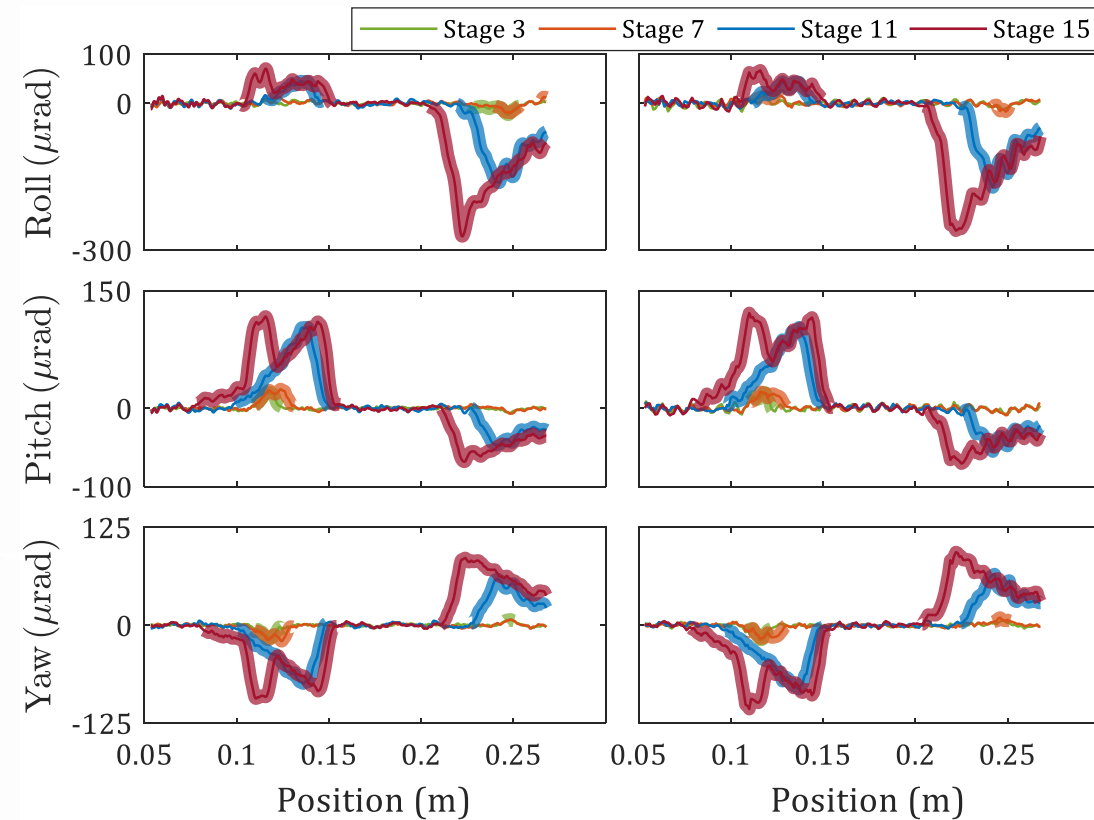 Stage 3 Stage 7 Stage 11 Stage 15
Roll (μrad)
100
0
-300
Pitch (μrad)
150
0
-100
Yaw (μrad)
125
0
-125
0.05 0.1 0.15 0.2 0.25 0.05 0.1 0.15 0.2 0.25
Position (m) Position (m)